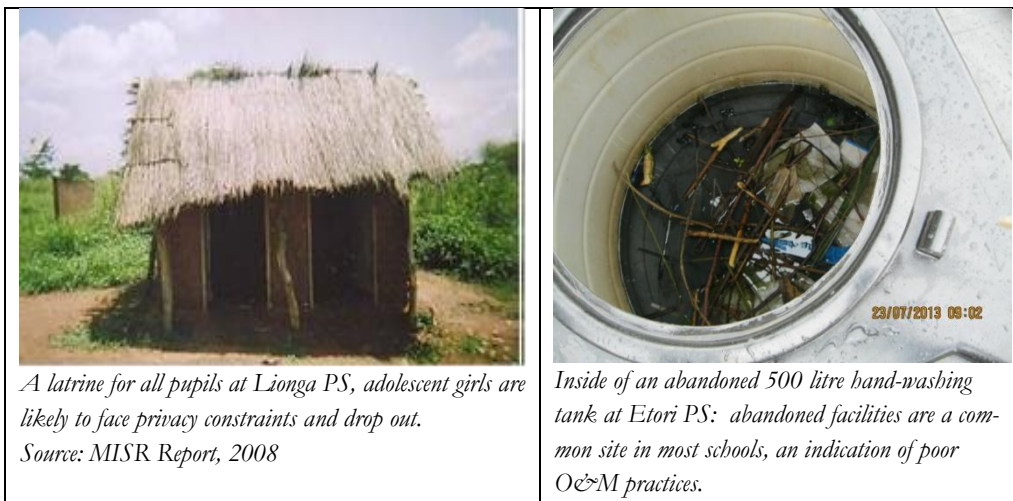 A latrine for all pupils at Lionga PS, adolescent girls are
likely to face privacy constraints and drop out.
Source: MISR Report, 2008
23/07/2013 09:02
Inside of an abandoned 500 litre hand-washing
tank at Etori PS:  abandoned facilities are a com-
mon site in most schools, an indication of poor
O&M practices.